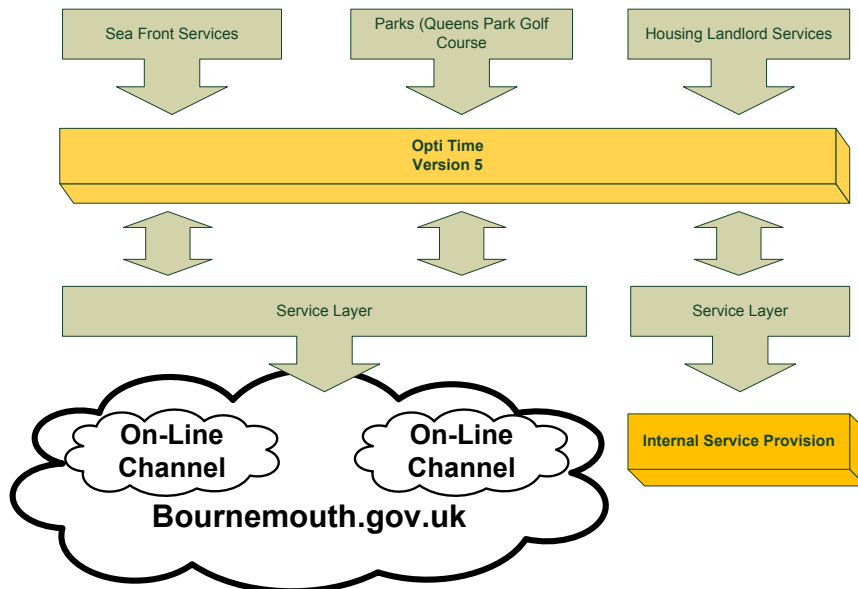 Sea Front Services
Parks (Queens Park Golf
Course
Housing Landlord Services
Opti Time
Version 5
Service Layer
Service Layer
On-Line
Channel
On-Line
Channel
Internal Service Provision
Bournemouth.gov.uk